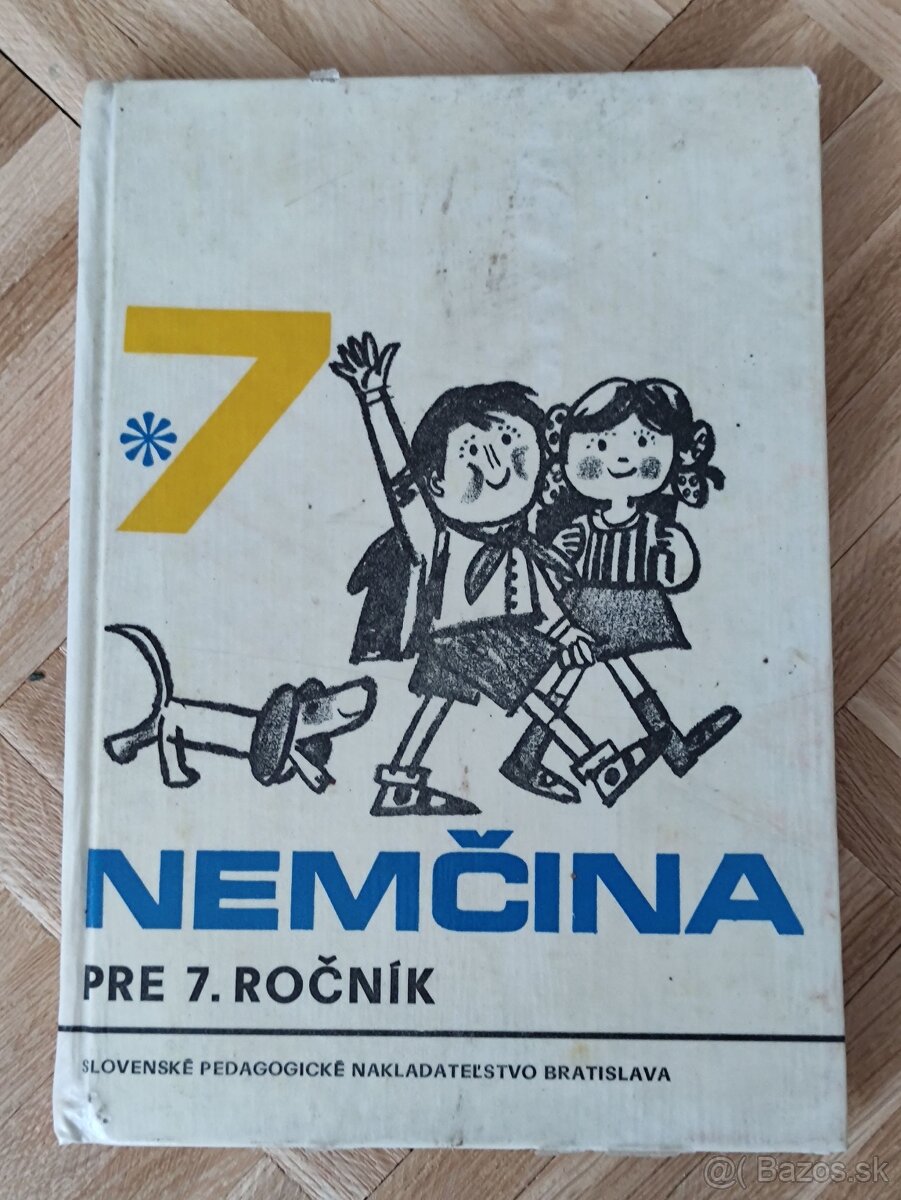 7
*
NEMČINA
PRE 7. ROČNÍK
SLOVENSKÉ PEDAGOGICKÉ NAKLADATEĽSTVO BRATISLAVA
@( Bazos.sk